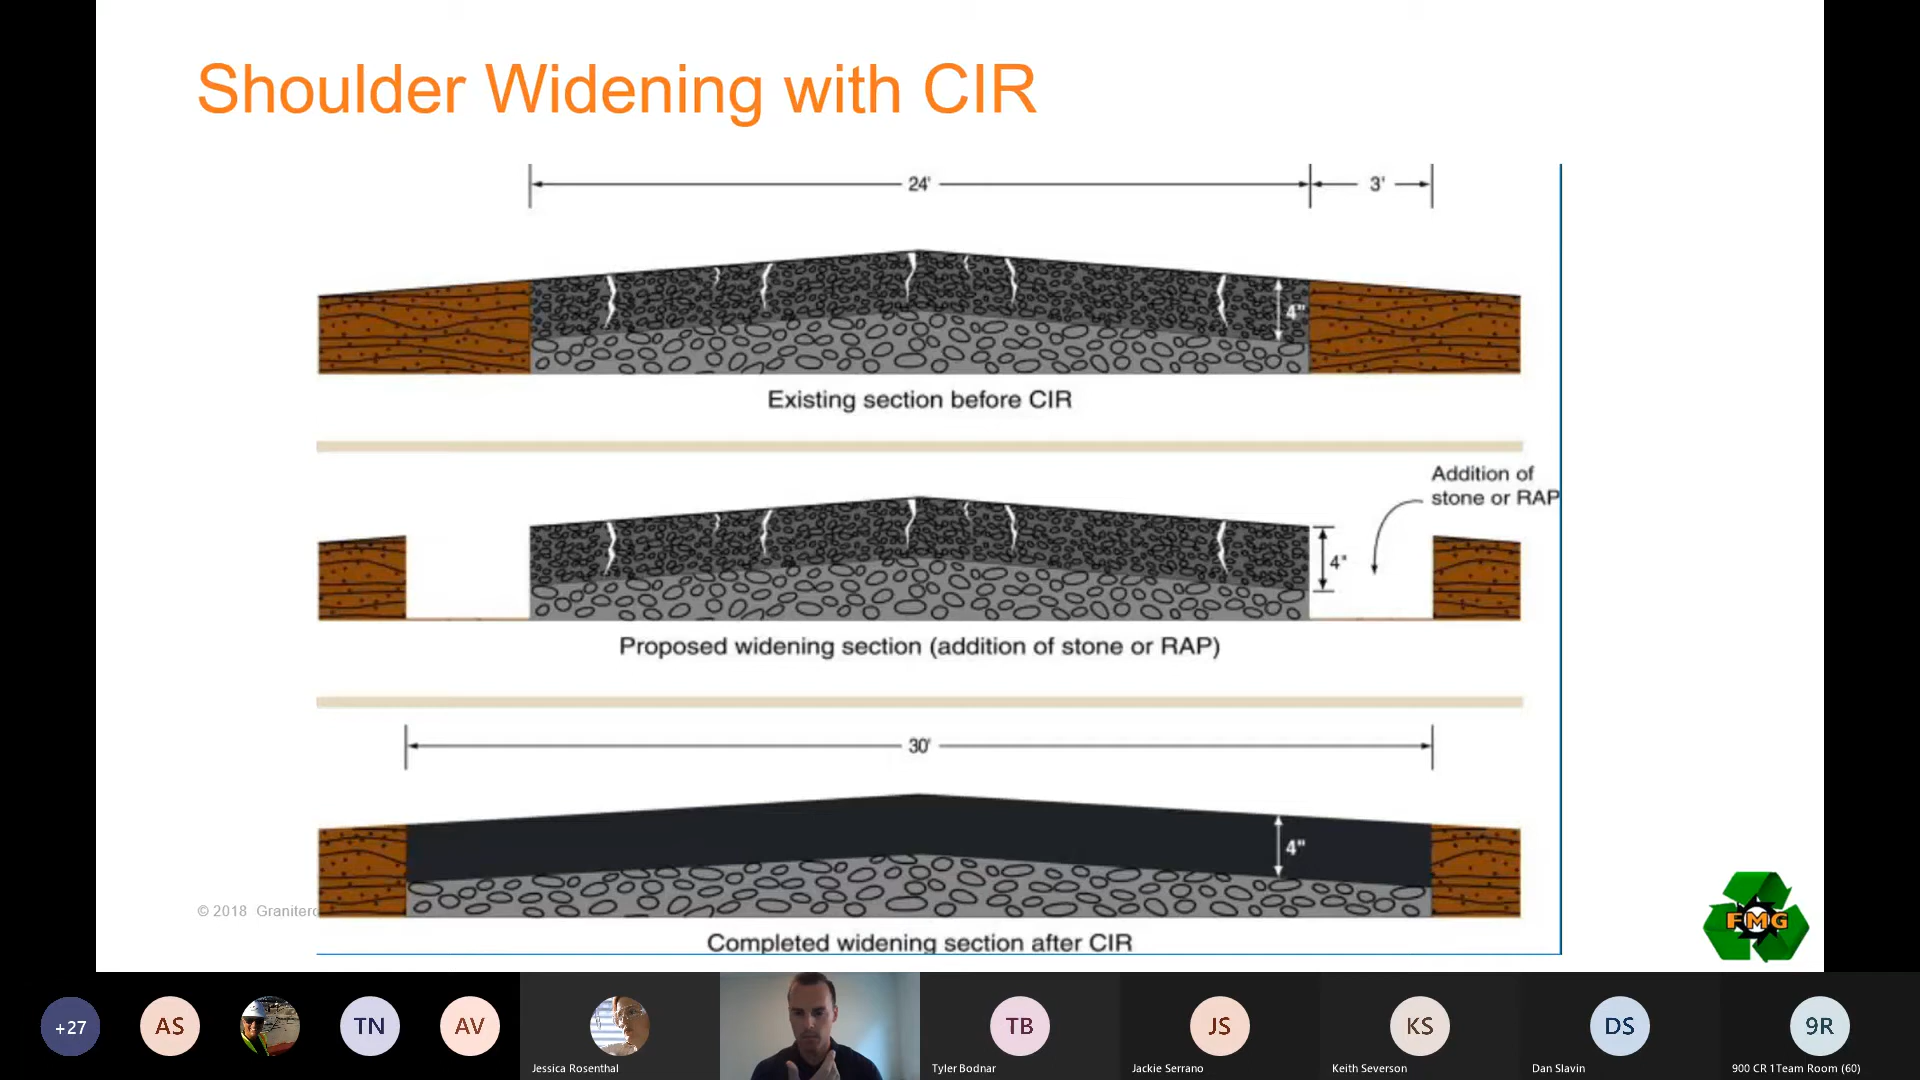 Shoulder Widening with CIR
24'
3'
4"
Existing section before CIR
Addition of
stone or RAP
4"
Proposed widening section (addition of stone or RAP)
30'
4"
© 2018 Granitero
Completed widening section after CIR
FMG
+27
AS
TN
AV
Jessica Rosenthal
TB
Tyler Bodnar
JS
Jackie Serrano
KS
Keith Severson
DS
Dan Slavin
9R
900 CR 1Team Room (60)